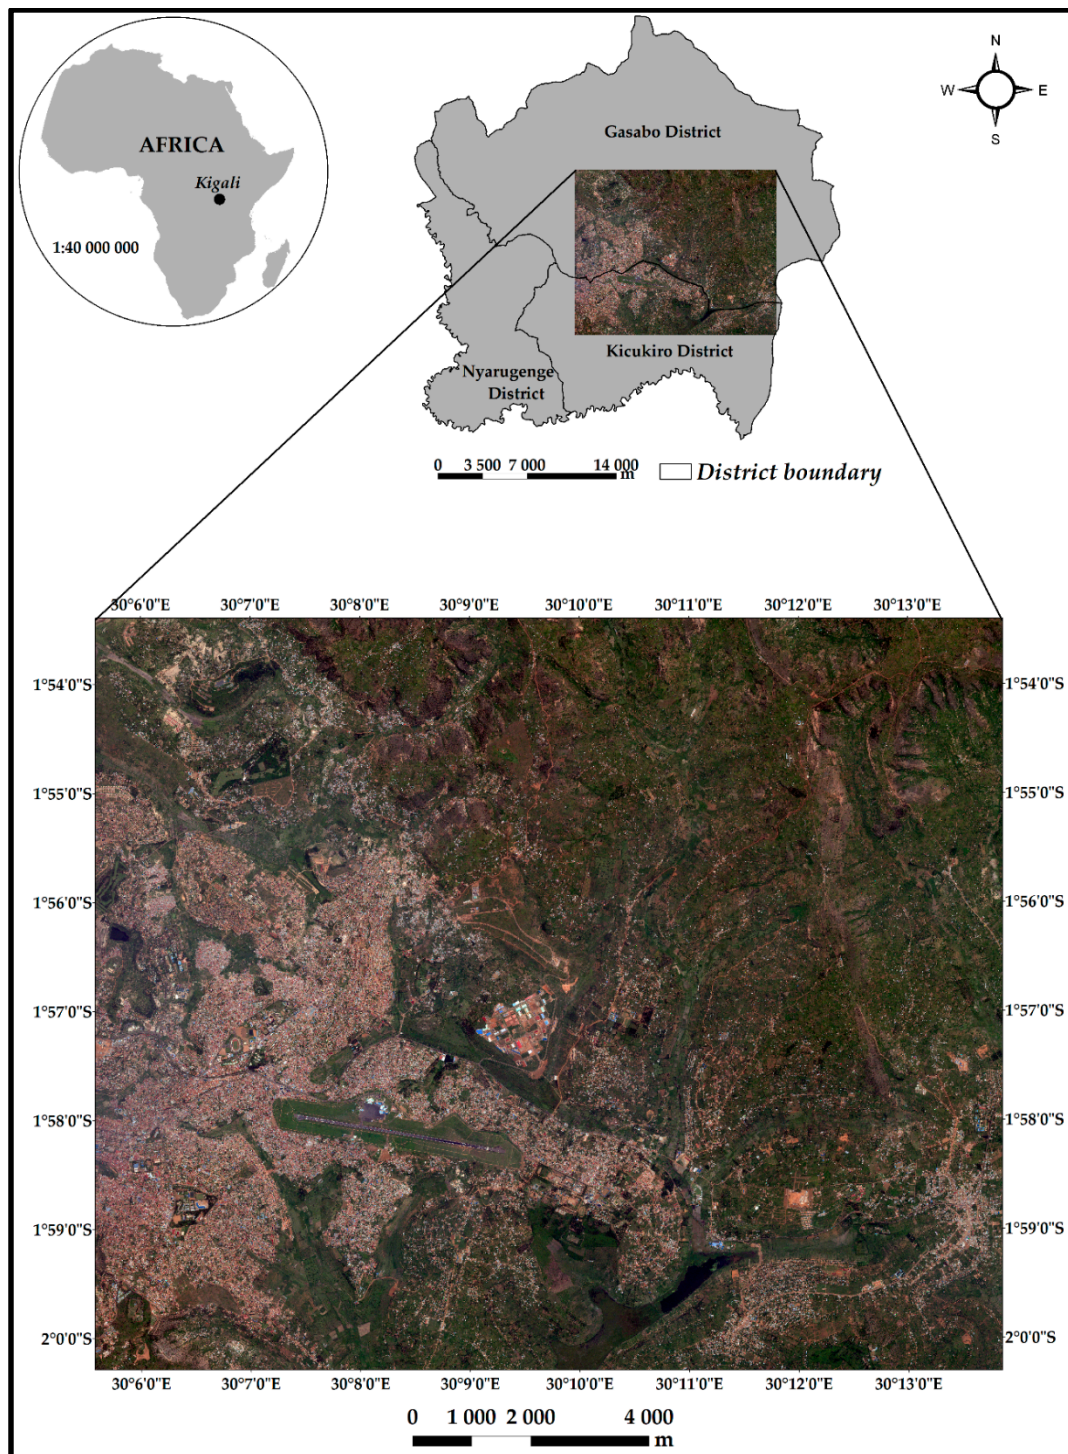 N
W E
S
AFRICA
Kigali
1:40 000 000
Gasabo District
Kicukiro District
Nyarugenge
District
0 3 500 7 000 14 000
m
District boundary
30°6'0"E 30°7'0"E 30°8'0"E 30°9'0"E 30°10'0"E 30°11'0"E 30°12'0"E 30°13'0"E
1°54'0"S 1°54'0"S
1°55'0"S 1°55'0"S
1°56'0"S 1°56'0"S
1°57'0"S 1°57'0"S
1°58'0"S 1°58'0"S
1°59'0"S 1°59'0"S
2°0'0"S 2°0'0"S
30°6'0"E 30°7'0"E 30°8'0"E 30°9'0"E 30°10'0"E 30°11'0"E 30°12'0"E 30°13'0"E
0 1 000 2 000 4 000
m